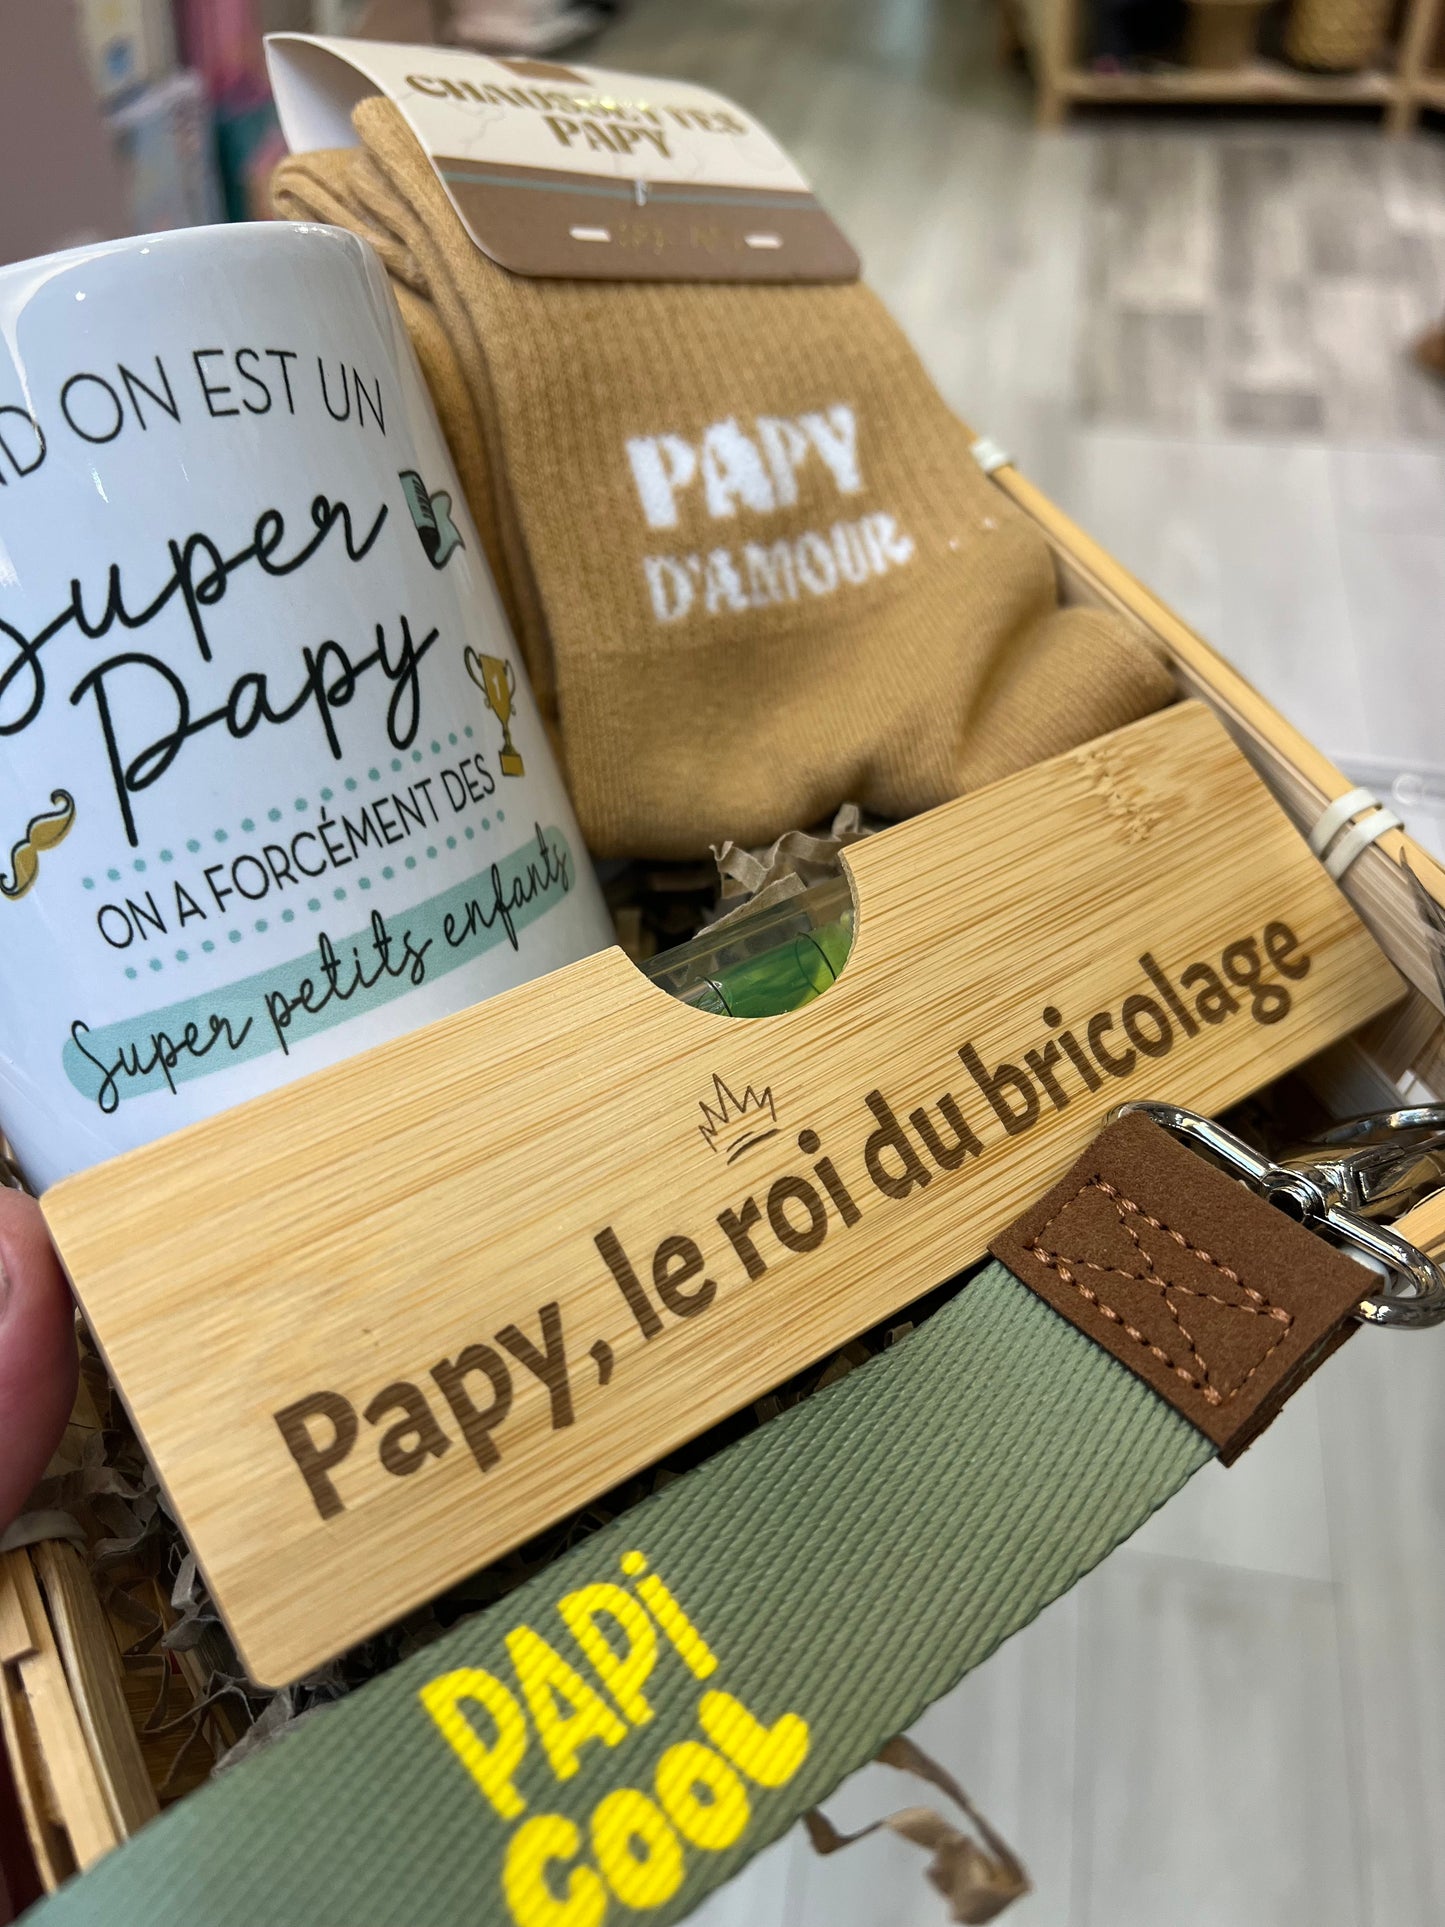 CHAUSSETTES
PAPY
PAPY
D'AMOUR
D ON EST UN
Super
Papy
ON A FORCÉMENT DES
Super petits enfants
1
Papy, le roi du bricolage
PAPi
COOL